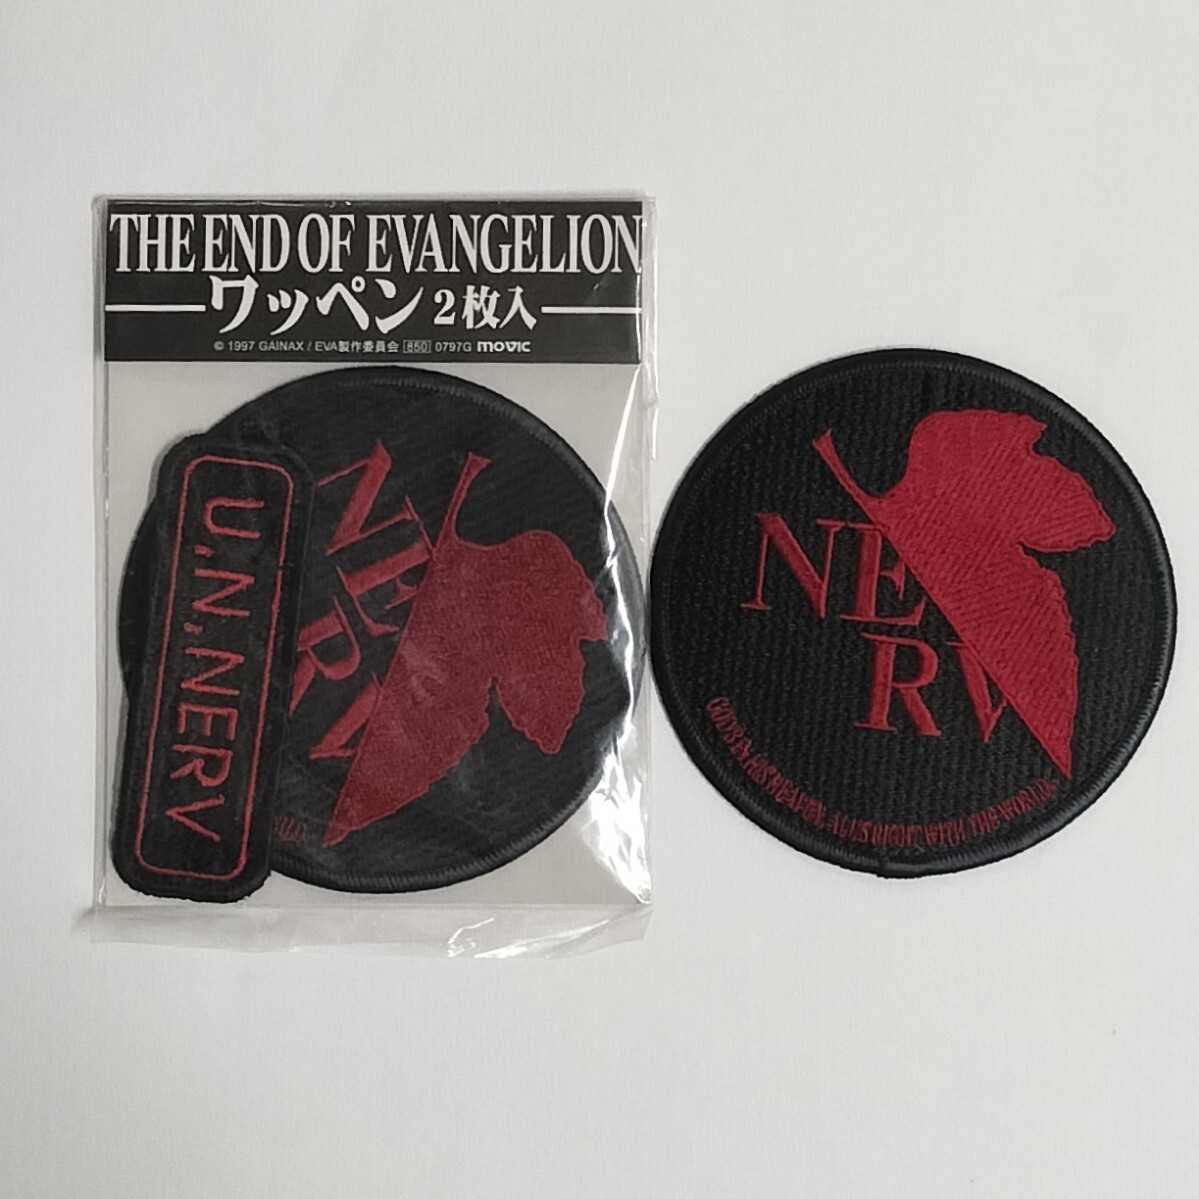 THE END OF EVANGELION
ワッペン 2枚入
© 1997 GAINAX / EVA製作委員会 850 0797G movic
U.N.NERV
NERV
NERV
GOD'S IN HIS HEAVEN. ALL'S RIGHT WITH THE WORLD.